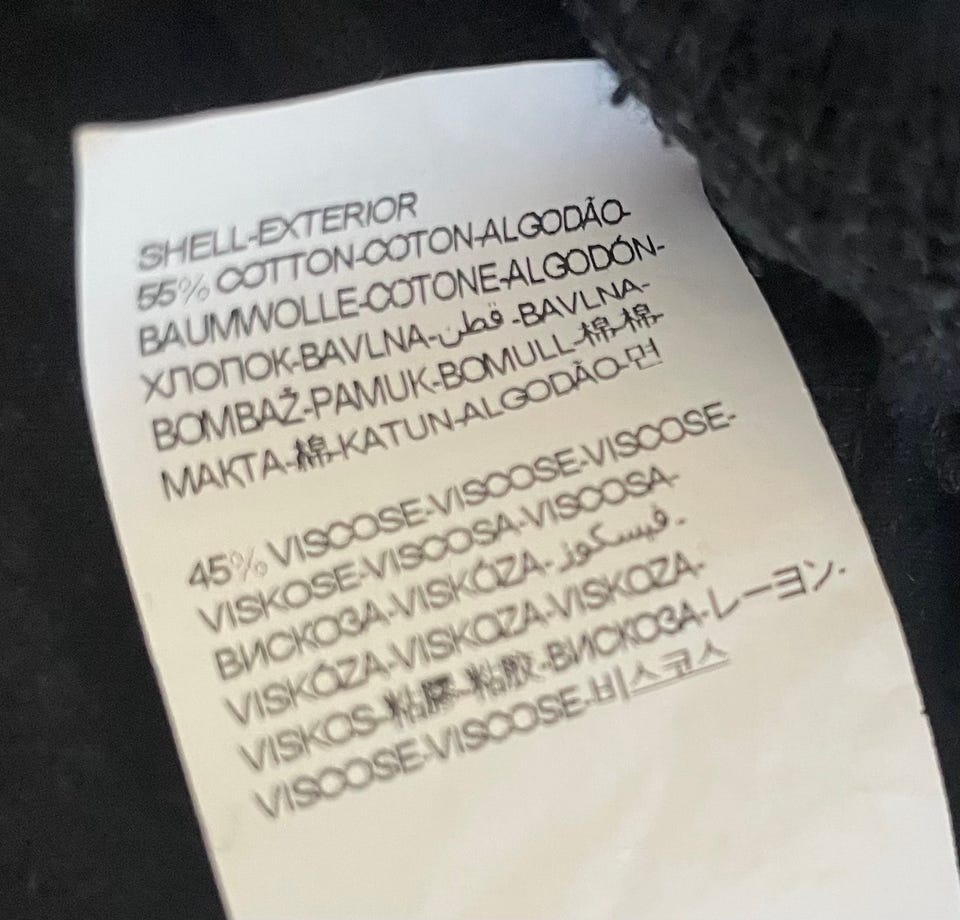 SHELL-EXTERIOR
55% COTTON-COTON-ALGODÃO-
BAUMWOLLE-COTONE-ALGODÓN-
ХЛОПОК-BAVLNA-قطن-BAVLNA-
BOMBAŽ-PAMUK-BOMULL-棉-棉-
МАҚТА-棉-KATUN-ALGODÃO-면
45% VISCOSE-VISCOSE-VISCOSE-
VISKOSE-VISCOSA-VISCOSA-
ВИСКОЗА-VISKÓZA-فيسكوز-
VISKÓZA-VISKOZA-VISKOZA-
VISKOS-粘膠-粘胶-ВИСКОЗА-レーヨン-
VISCOSE-VISCOSE-비스코스